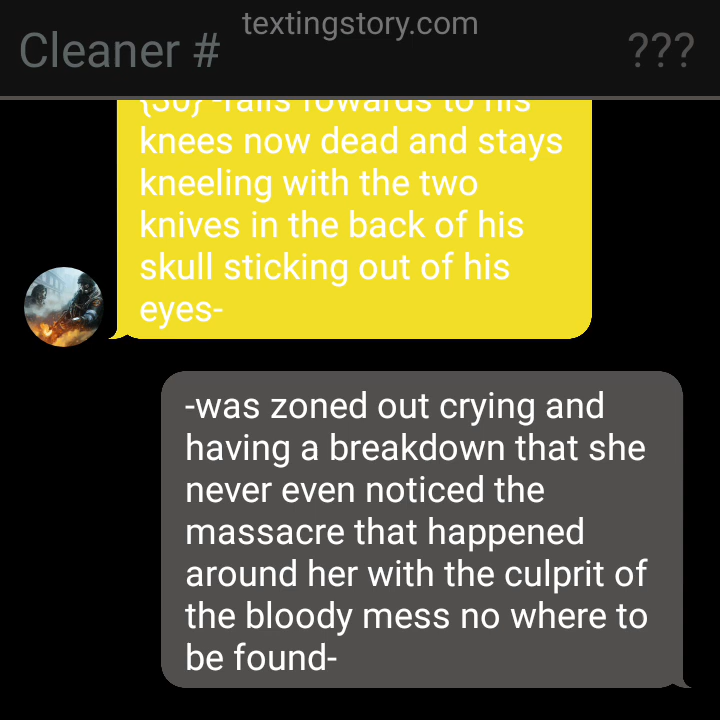 textingstory.com
Cleaner #
???
{30} -falls fowards to his
knees now dead and stays
kneeling with the two
knives in the back of his
skull sticking out of his
eyes-
-was zoned out crying and
having a breakdown that she
never even noticed the
massacre that happened
around her with the culprit of
the bloody mess no where to
be found-